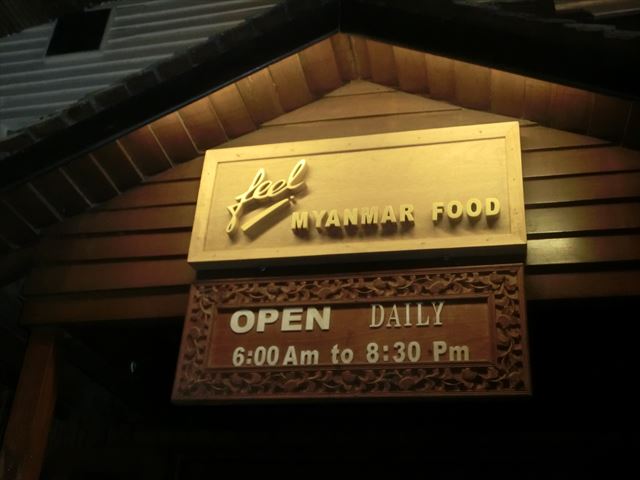 feel
MYANMAR FOOD
OPEN DAILY
6:00 Am to 8:30 Pm